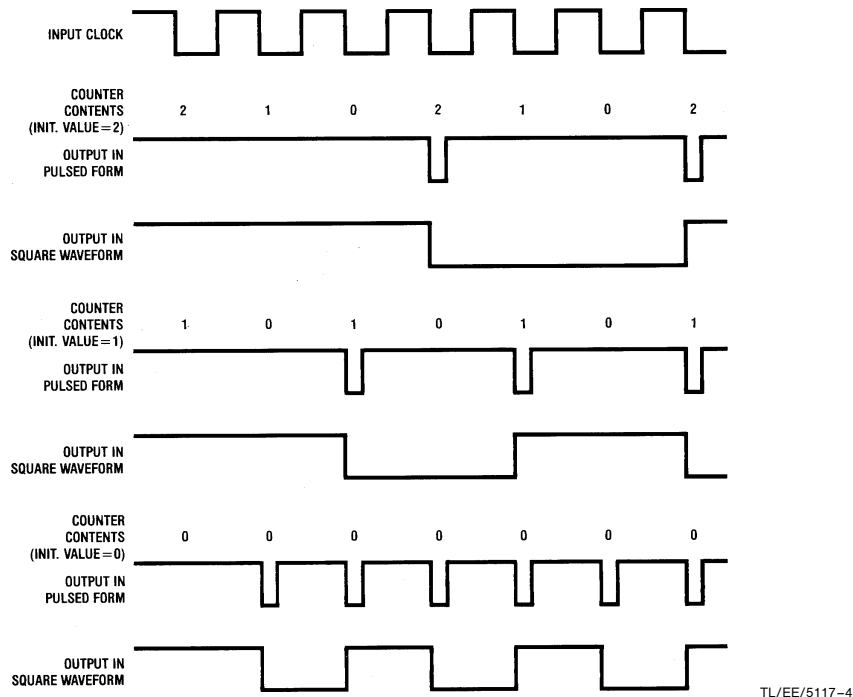 INPUT CLOCK
COUNTER
CONTENTS
(INIT. VALUE=2)
2 1 0 2 1 0 2
OUTPUT IN
PULSED FORM
OUTPUT IN
SQUARE WAVEFORM
COUNTER
CONTENTS
(INIT. VALUE=1)
1 0 1 0 1 0 1
OUTPUT IN
PULSED FORM
OUTPUT IN
SQUARE WAVEFORM
COUNTER
CONTENTS
(INIT. VALUE=0)
0 0 0 0 0 0 0
OUTPUT IN
PULSED FORM
OUTPUT IN
SQUARE WAVEFORM
TL/EE/5117–4